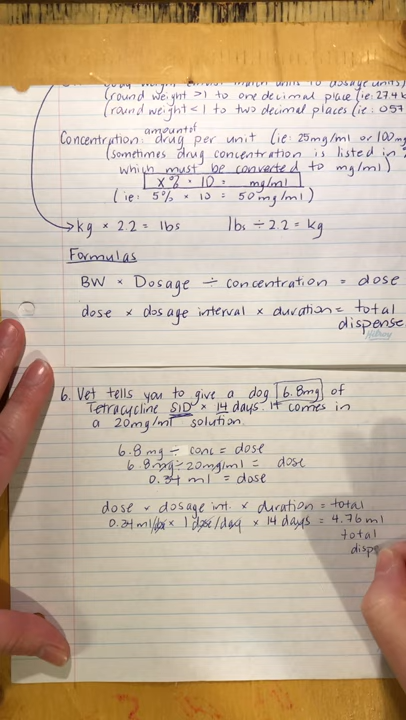 (round weight >1 to one decimal place (ie: 27.4 k
(round weight <1 to two decimal places (ie: 057
Concentration: amount of drug per unit (ie: 25mg/ml or 100mg
(sometimes drug concentration is listed in %
which must be converted to mg/ml)
X% × 10 = mg/ml
(ie: 5% × 10 = 50mg/ml)
kg × 2.2 = lbs lbs ÷ 2.2 = kg
Formulas
BW × Dosage ÷ concentration = dose
dose × dosage interval × duration = total
dispense
6. Vet tells you to give a dog 6.8mg of
Tetracycline SID × 14 days. It comes in
a 20mg/ml solution.
6.8mg ÷ conc = dose
6.8mg ÷ 20mg/ml = dose
0.34 ml = dose
dose × dosage int. × duration = total
0.34 ml/dose × 1 dose/day × 14 days = 4.76 ml
total
dispe